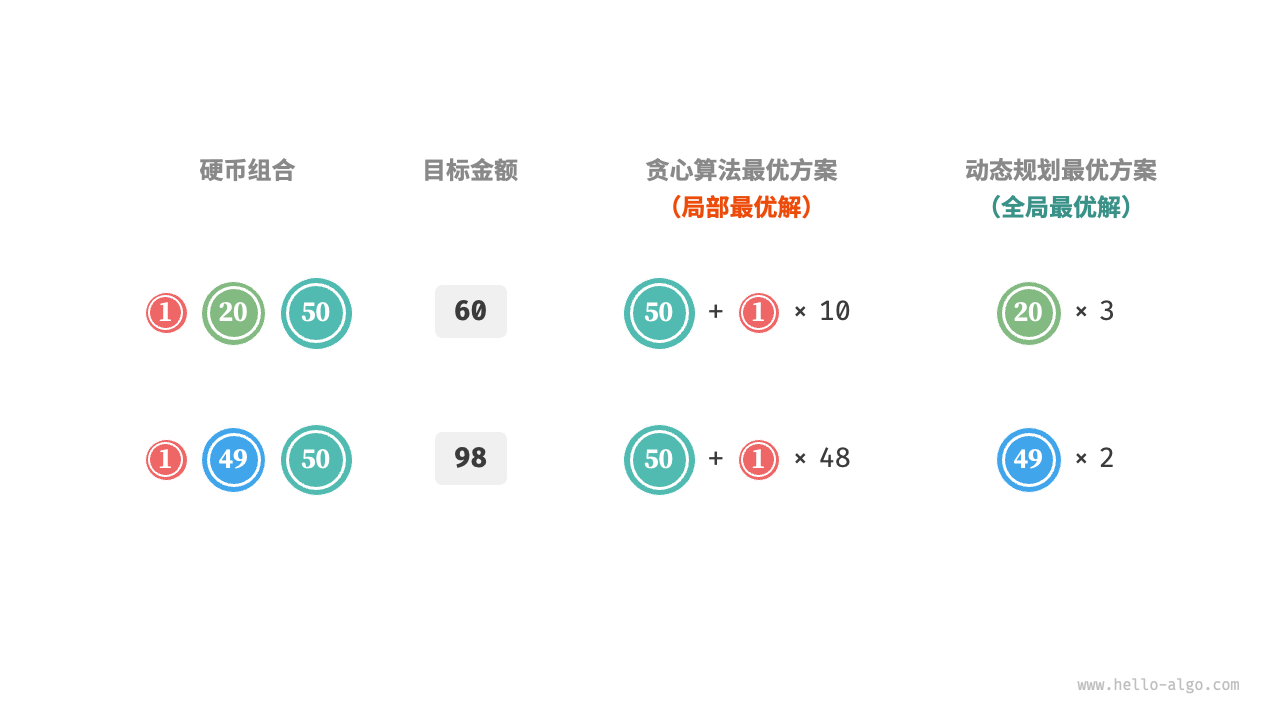 硬币组合 目标金额 贪心算法最优方案 动态规划最优方案
（局部最优解） （全局最优解）
1 20 50 60 50 + 1 × 10 20 × 3
1 49 50 98 50 + 1 × 48 49 × 2
www.hello-algo.com